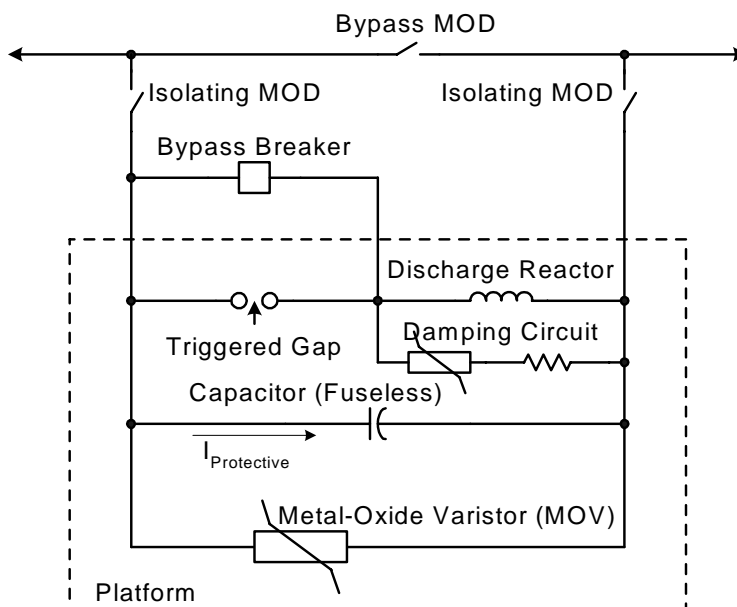 Bypass MOD
Isolating MOD
Isolating MOD
Bypass Breaker
Discharge Reactor
Triggered Gap
Damping Circuit
Capacitor (Fuseless)
IProtective
Metal-Oxide Varistor (MOV)
Platform